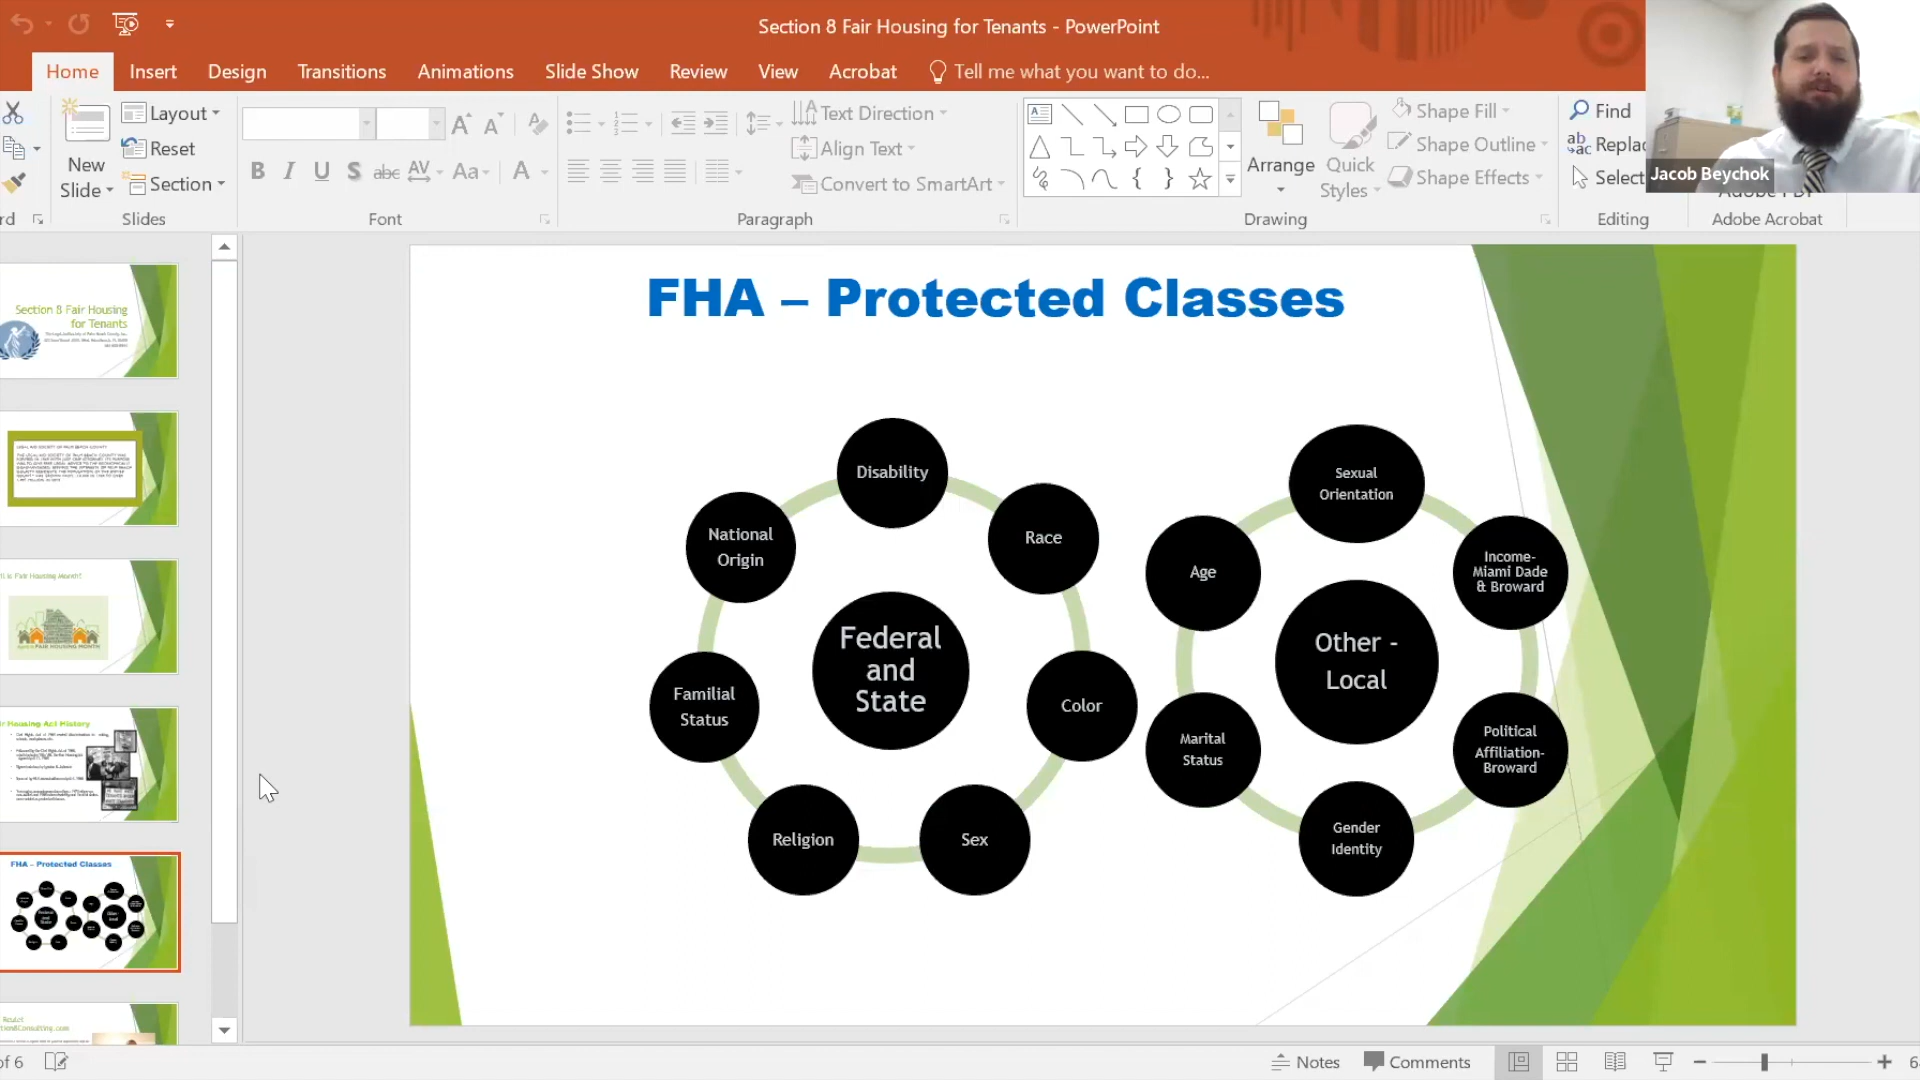 Section 8 Fair Housing for Tenants - PowerPoint
Home Insert Design Transitions Animations Slide Show Review View Acrobat Tell me what you want to do...
Layout
Reset
Section
New
Slide
rd
Slides
B I U S abc AV Aa A
Font
Text Direction
Align Text
Convert to SmartArt
Paragraph
Arrange
Quick
Styles
Shape Fill
Shape Outline
Shape Effects
Drawing
Find
Replac
Select
Editing
Adobe Acrobat
Jacob Beychok
Section 8 Fair Housing
for Tenants
FHA – Protected Classes
FHA – Protected Classes
Disability
Race
Color
Sex
Religion
Familial
Status
National
Origin
Federal
and
State
Sexual
Orientation
Income-
Miami Dade
& Broward
Political
Affiliation-
Broward
Gender
Identity
Marital
Status
Age
Other -
Local
of 6
Notes
Comments
6